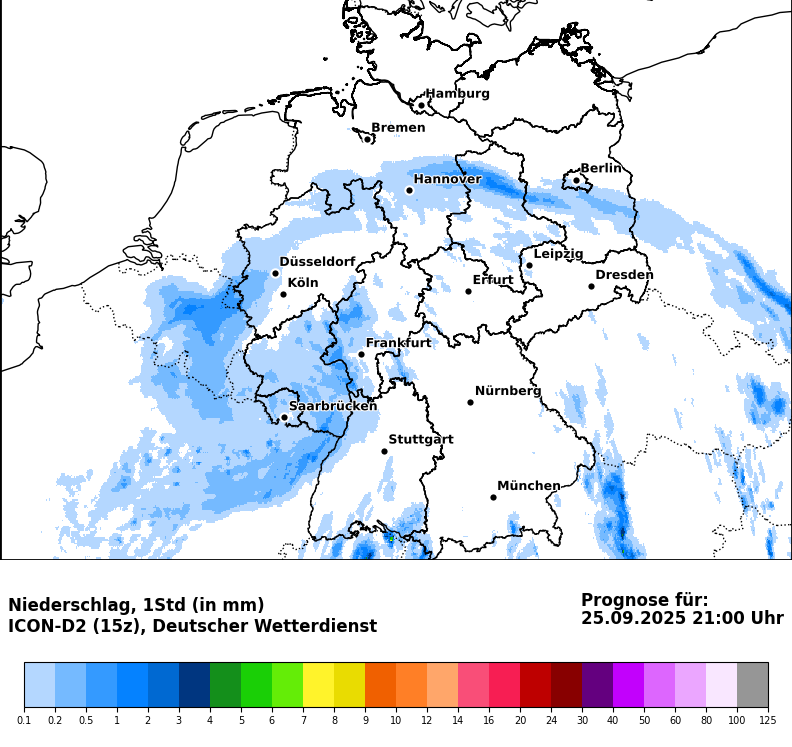 Hamburg
Bremen
Berlin
Hannover
Leipzig
Düsseldorf
Dresden
Köln
Erfurt
Frankfurt
Nürnberg
Saarbrücken
Stuttgart
München
Niederschlag, 1Std (in mm)
ICON-D2 (15z), Deutscher Wetterdienst
Prognose für:
25.09.2025 21:00 Uhr
0.1 0.2 0.5 1 2 3 4 5 6 7 8 9 10 12 14 16 20 24 30 40 50 60 80 100 125